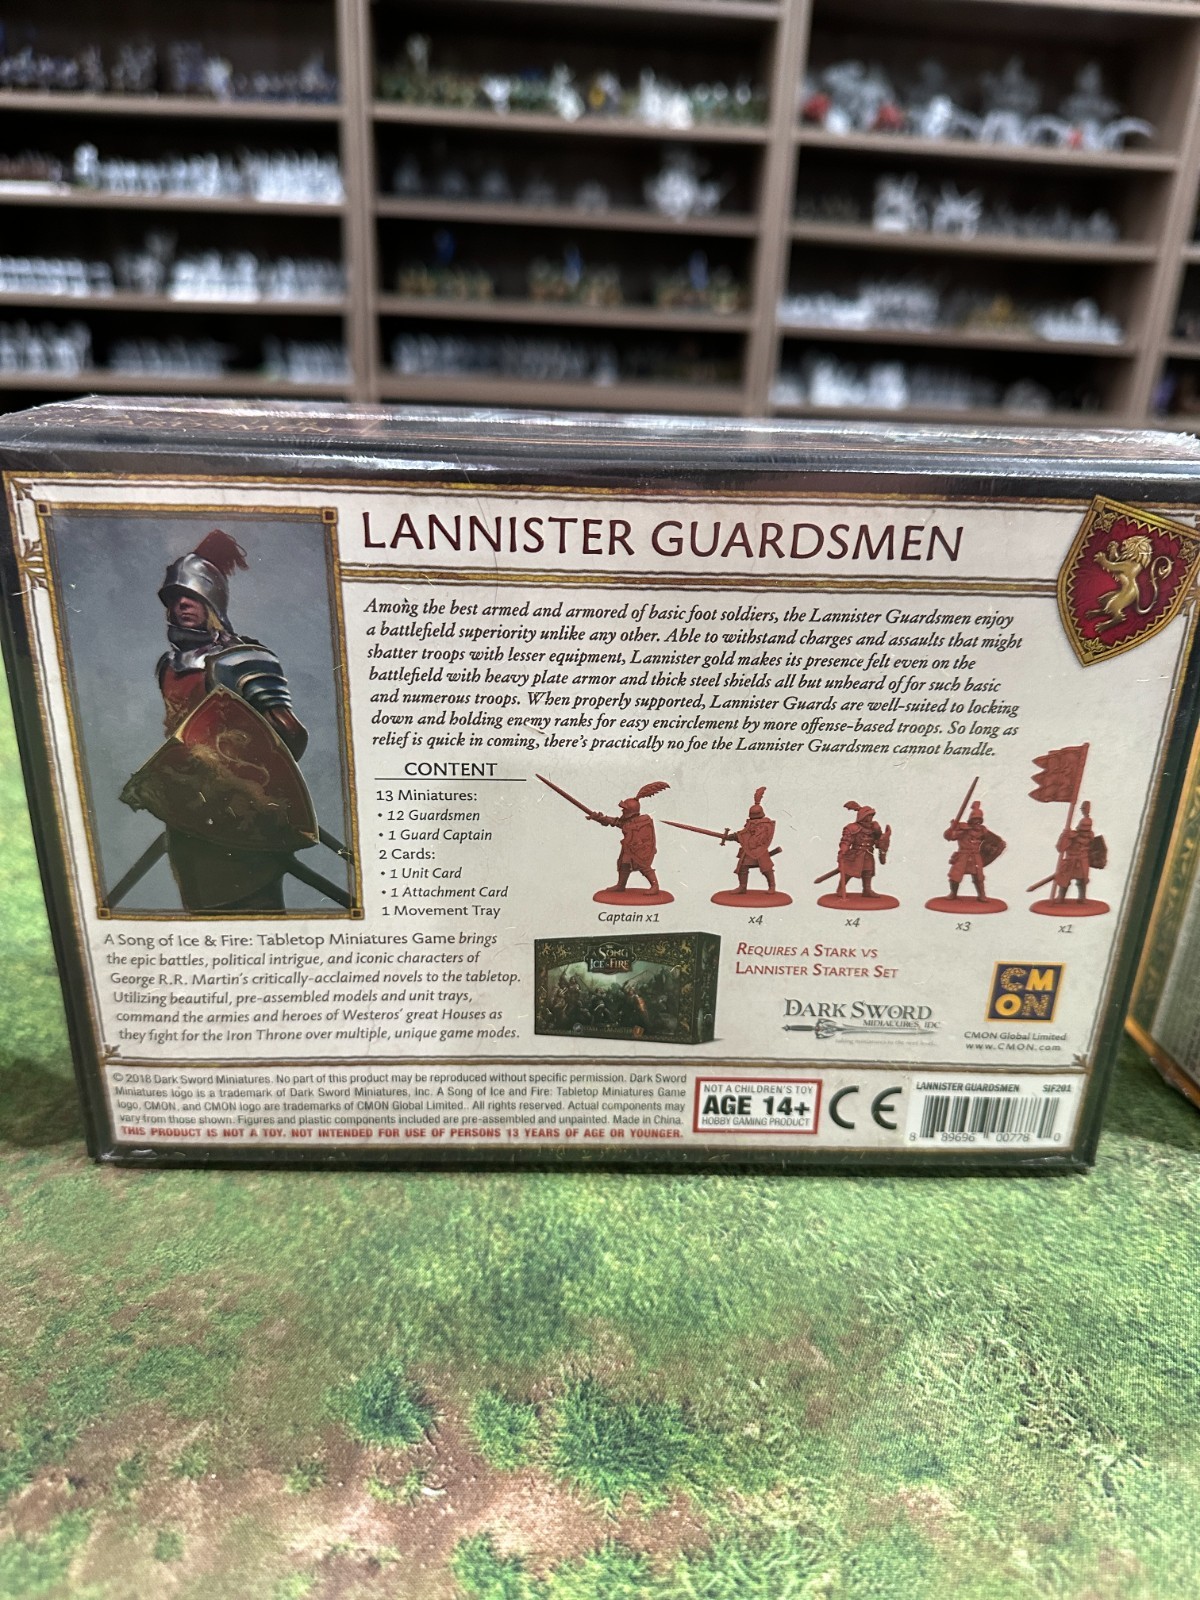 LANNISTER GUARDSMEN
Among the best armed and armored of basic foot soldiers, the Lannister Guardsmen enjoy
a battlefield superiority unlike any other. Able to withstand charges and assaults that might
shatter troops with lesser equipment, Lannister gold makes its presence felt even on the
battlefield with heavy plate armor and thick steel shields all but unheard of for such basic
and numerous troops. When properly supported, Lannister Guards are well-suited to locking
down and holding enemy ranks for easy encirclement by more offense-based troops. So long as
relief is quick in coming, there's practically no foe the Lannister Guardsmen cannot handle.
CONTENT
13 Miniatures:
• 12 Guardsmen
• 1 Guard Captain
2 Cards:
• 1 Unit Card
• 1 Attachment Card
1 Movement Tray
Captain x1
x4
x4
x3
x1
A Song of Ice & Fire: Tabletop Miniatures Game brings
the epic battles, political intrigue, and iconic characters of
George R.R. Martin's critically-acclaimed novels to the tabletop.
Utilizing beautiful, pre-assembled models and unit trays,
command the armies and heroes of Westeros' great Houses as
they fight for the Iron Throne over multiple, unique game modes.
SONG
ICE & FIRE
REQUIRES A STARK VS
LANNISTER STARTER SET
DARK SWORD
MINIATURES, INC
CM
ON
CMON Global Limited
www.CMON.com
© 2018 Dark Sword Miniatures. No part of this product may be reproduced without specific permission. Dark Sword
Miniatures logo is a trademark of Dark Sword Miniatures, Inc. A Song of Ice and Fire: Tabletop Miniatures Game
logo, CMON, and CMON logo are trademarks of CMON Global Limited. All rights reserved. Actual components may
vary from those shown. Figures and plastic components included are pre-assembled and unpainted. Made in China.
THIS PRODUCT IS NOT A TOY. NOT INTENDED FOR USE OF PERSONS 13 YEARS OF AGE OR YOUNGER.
NOT A CHILDREN'S TOY
AGE 14+
HOBBY GAMING PRODUCT
CE
LANNISTER GUARDSMEN SIF201
8 89696 00778 0